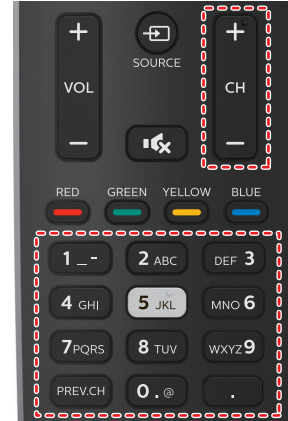 + +
SOURCE
VOL CH
− −
RED GREEN YELLOW BLUE
1 _ - 2 ABC DEF 3
4 GHI 5 JKL MNO 6
7PQRS 8 TUV WXYZ9
PREV.CH 0 . @ .